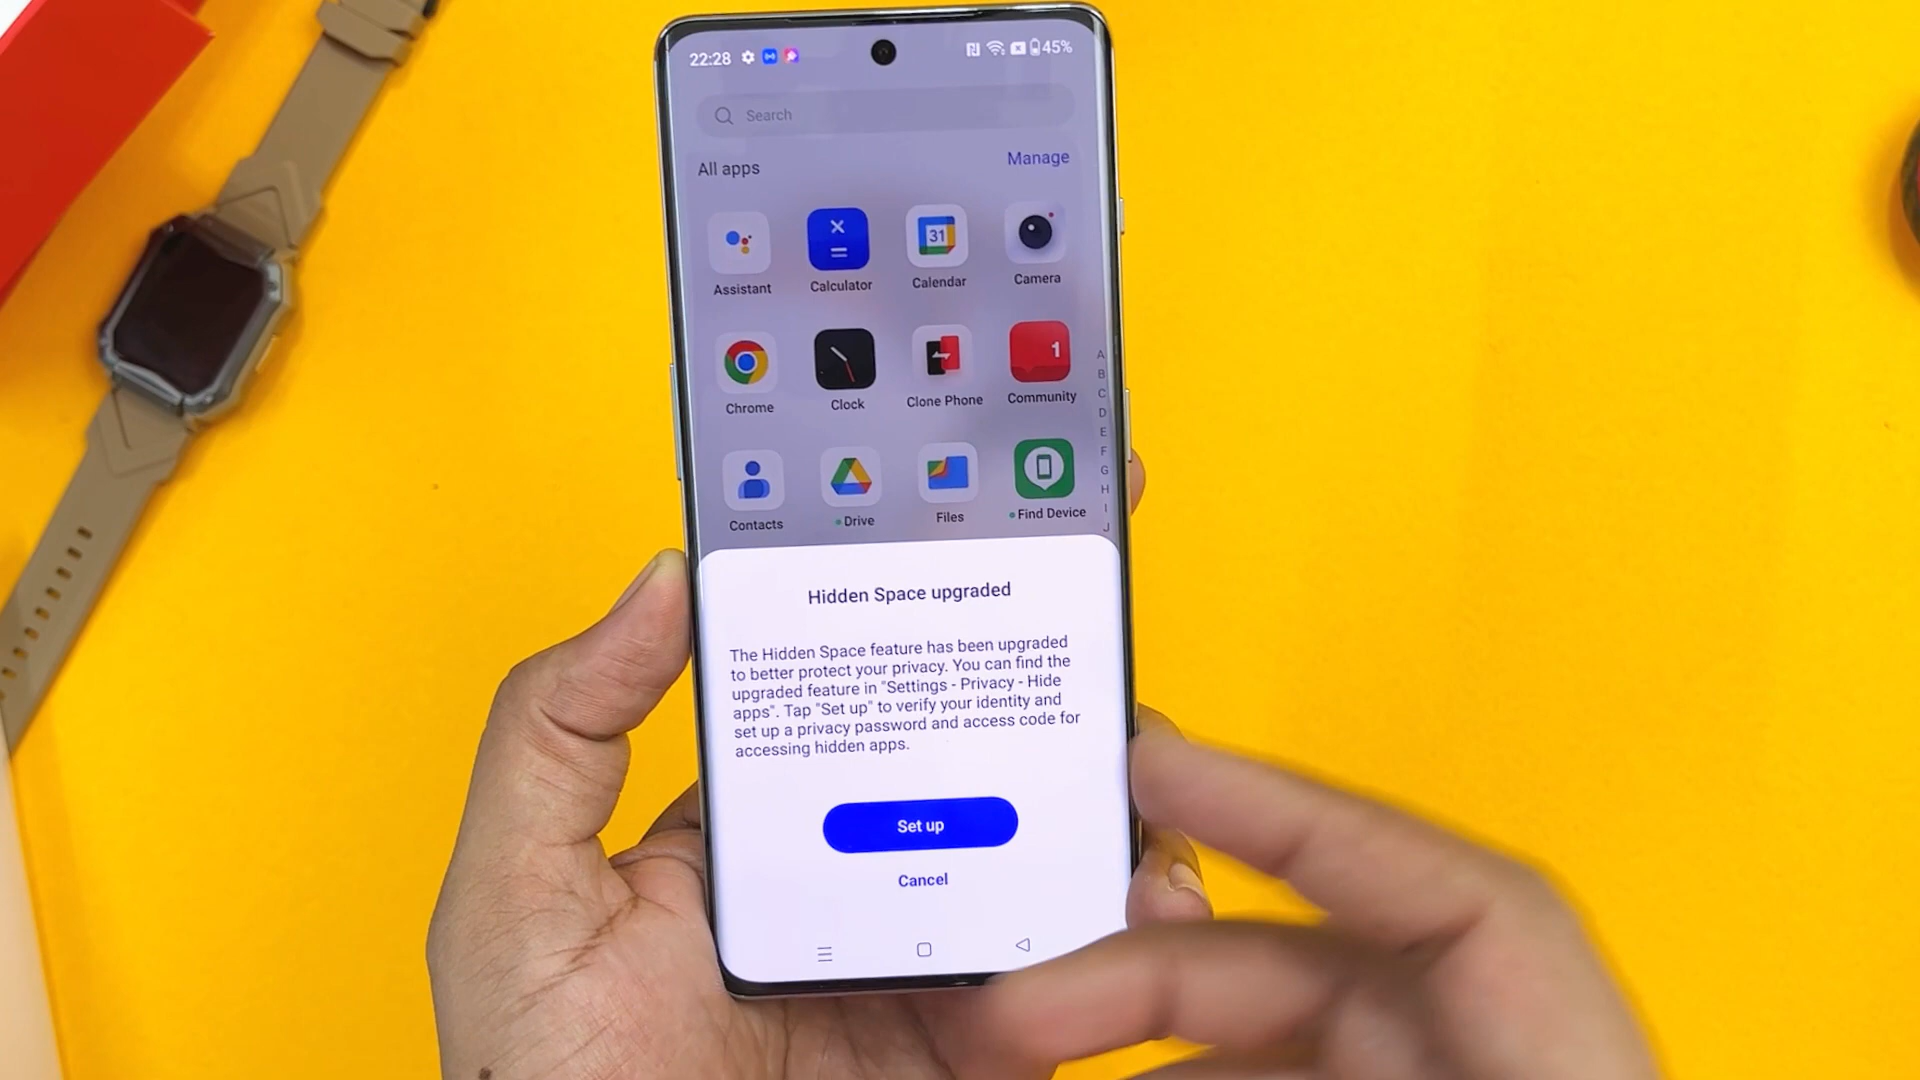 22:28 45%
Search
All apps Manage
31
Assistant Calculator Calendar Camera
1
Chrome Clock Clone Phone Community
Contacts Drive Files Find Device
A
B
C
D
E
F
G
H
I
J
Hidden Space upgraded
The Hidden Space feature has been upgraded
to better protect your privacy. You can find the
upgraded feature in "Settings - Privacy - Hide
apps". Tap "Set up" to verify your identity and
set up a privacy password and access code for
accessing hidden apps.
Set up
Cancel